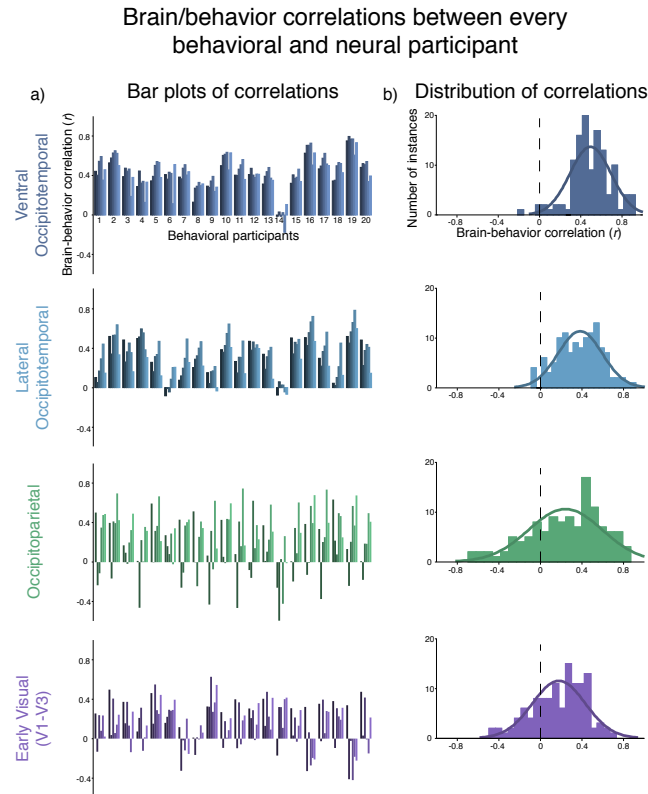 Brain/behavior correlations between every
behavioral and neural participant
a)
Bar plots of correlations
b)
Distribution of correlations
Ventral
Occipitotemporal
Brain-behavior correlation (r)
0.8
0.4
0
-0.4
1 2 3 4 5 6 7 8 9 10 11 12 13 14 15 16 17 18 19 20
Behavioral participants
Number of instances
20
10
0
-0.8 -0.4 0 0.4 0.8
Brain-behavior correlation (r)
Lateral
Occipitotemporal
0.8
0.4
0
-0.4
20
10
0
-0.8 -0.4 0 0.4 0.8
Occipitoparietal
0.8
0.4
0
-0.4
20
10
0
-0.8 -0.4 0 0.4 0.8
Early Visual
(V1-V3)
0.8
0.4
0
-0.4
20
10
0
-0.8 -0.4 0 0.4 0.8